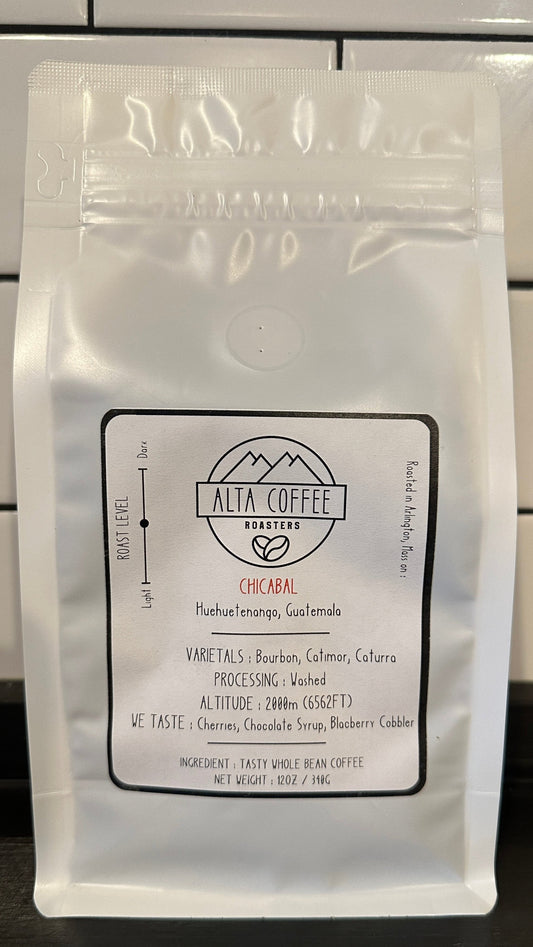 Dark
ROAST LEVEL
Light
ALTA COFFEE
ROASTERS
Roasted in Arlington, Mass on :
CHICABAL
Huehuetenango, Guatemala
VARIETALS : Bourbon, Catimor, Caturra
PROCESSING : Washed
ALTITUDE : 2000m (6562FT)
WE TASTE : Cherries, Chocolate Syrup, Blacberry Cobbler
INGREDIENT : TASTY WHOLE BEAN COFFEE
NET WEIGHT : 12OZ / 340G